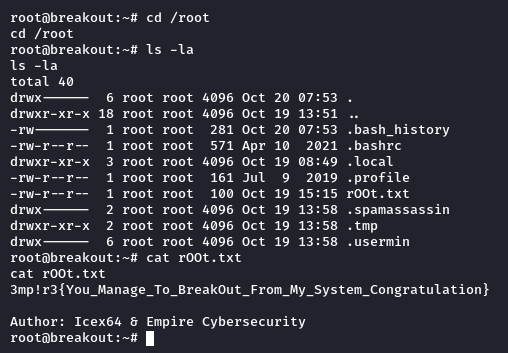 root@breakout:~# cd /root
cd /root
root@breakout:~# ls -la
ls -la
total 40
drwx------  6 root root 4096 Oct 20 07:53 .
drwxr-xr-x 18 root root 4096 Oct 19 13:51 ..
-rw-------  1 root root  281 Oct 20 07:53 .bash_history
-rw-r--r--  1 root root  571 Apr 10  2021 .bashrc
drwxr-xr-x  3 root root 4096 Oct 19 08:49 .local
-rw-r--r--  1 root root  161 Jul  9  2019 .profile
-rw-r--r--  1 root root  100 Oct 19 15:15 rOOt.txt
drwx------  2 root root 4096 Oct 19 13:58 .spamassassin
drwxr-xr-x  2 root root 4096 Oct 19 13:58 .tmp
drwx------  6 root root 4096 Oct 19 13:58 .usermin
root@breakout:~# cat rOOt.txt
cat rOOt.txt
3mp!r3{You_Manage_To_BreakOut_From_My_System_Congratulation}

Author: Icex64 & Empire Cybersecurity
root@breakout:~#